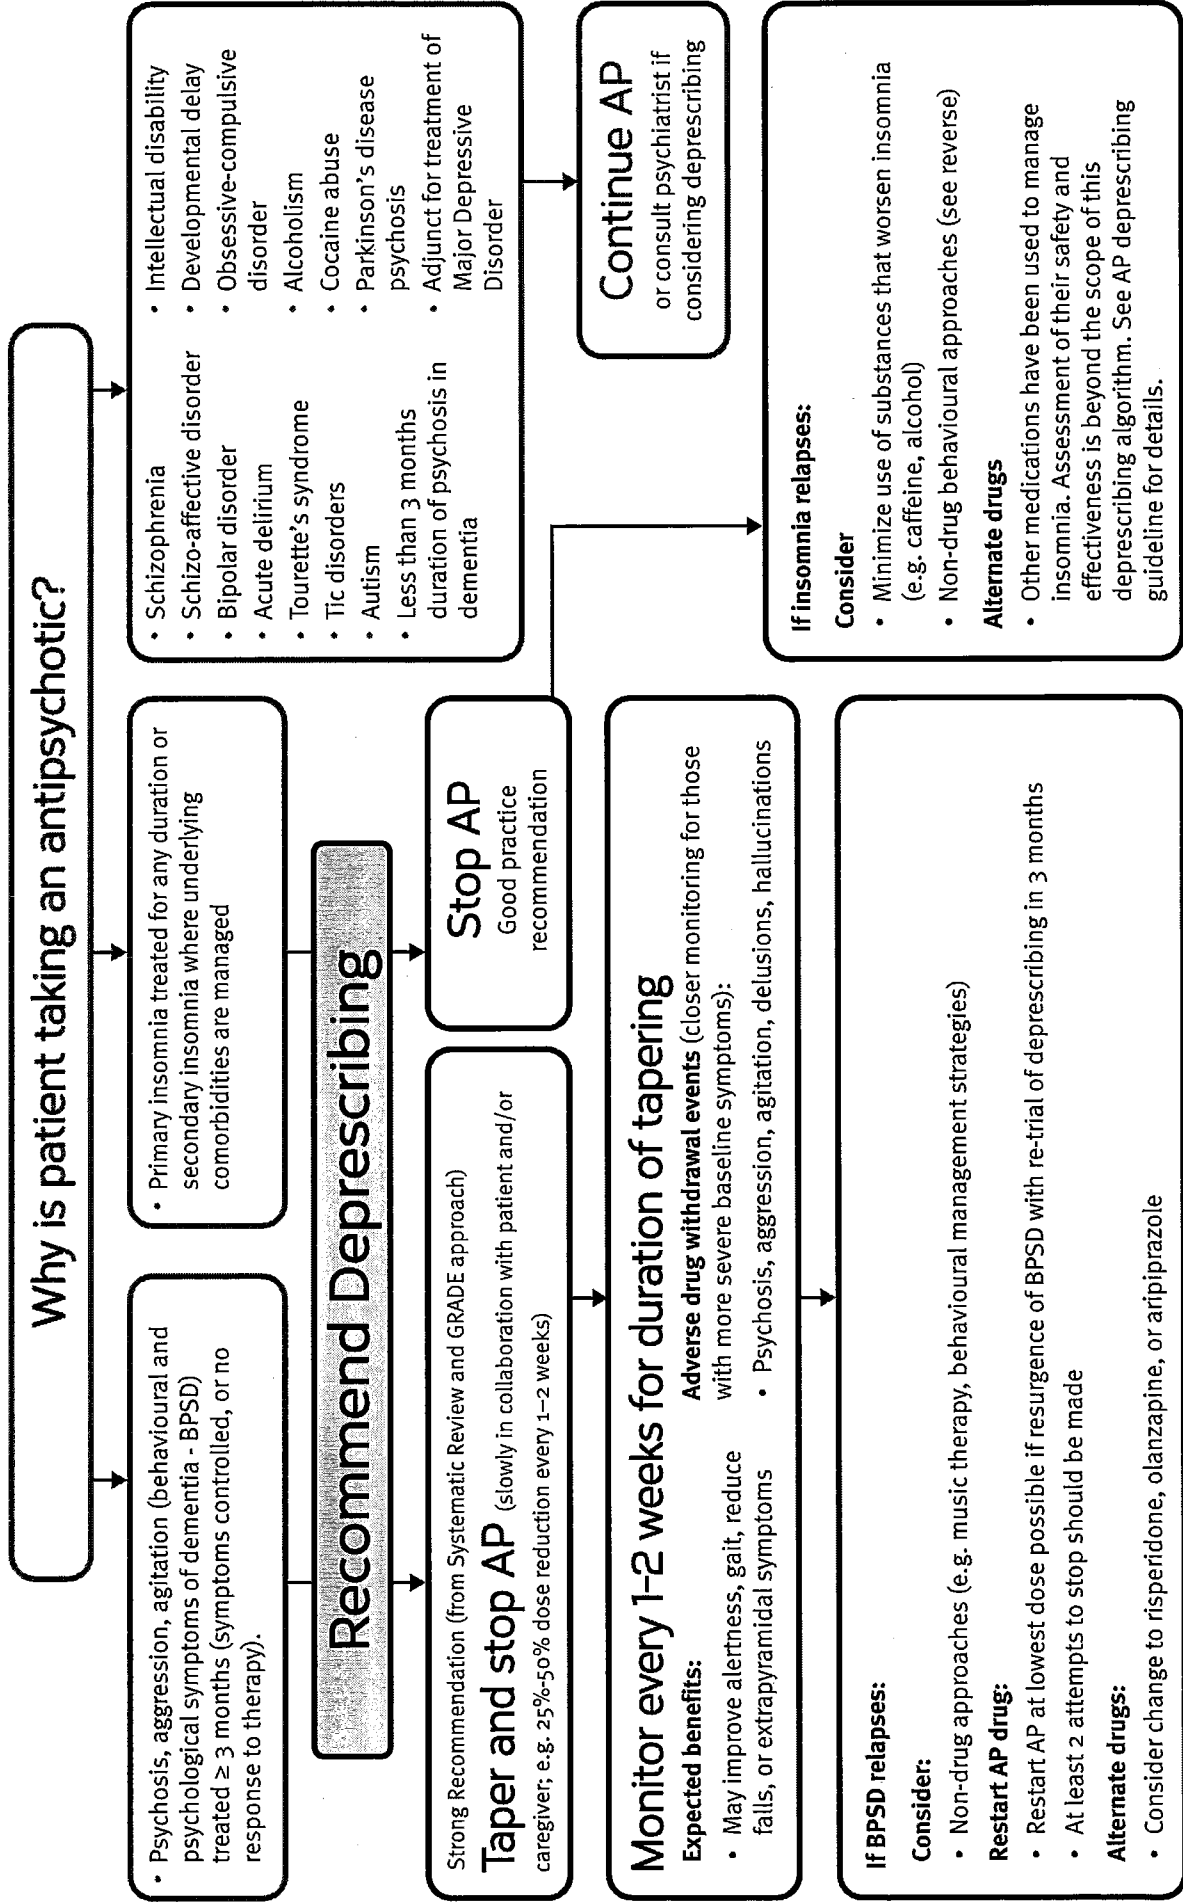 Why is patient taking an antipsychotic?
• Psychosis, aggression, agitation (behavioural and
psychological symptoms of dementia - BPSD)
treated ≥ 3 months (symptoms controlled, or no
response to therapy).
• Primary insomnia treated for any duration or
secondary insomnia where underlying
comorbidities are managed
• Schizophrenia
• Schizo-affective disorder
• Bipolar disorder
• Acute delirium
• Tourette's syndrome
• Tic disorders
• Autism
• Less than 3 months
duration of psychosis in
dementia
• Intellectual disability
• Developmental delay
• Obsessive-compulsive
disorder
• Alcoholism
• Cocaine abuse
• Parkinson's disease
psychosis
• Adjunct for treatment of
Major Depressive
Disorder
Recommend Deprescribing
Strong Recommendation (from Systematic Review and GRADE approach)
Taper and stop AP (slowly in collaboration with patient and/or
caregiver; e.g. 25%-50% dose reduction every 1–2 weeks)
Stop AP
Good practice
recommendation
Continue AP
or consult psychiatrist if
considering deprescribing
Monitor every 1–2 weeks for duration of tapering
Expected benefits:
• May improve alertness, gait, reduce
falls, or extrapyramidal symptoms
Adverse drug withdrawal events (closer monitoring for those
with more severe baseline symptoms):
• Psychosis, aggression, agitation, delusions, hallucinations
If BPSD relapses:
Consider:
• Non-drug approaches (e.g. music therapy, behavioural management strategies)
Restart AP drug:
• Restart AP at lowest dose possible if resurgence of BPSD with re-trial of deprescribing in 3 months
• At least 2 attempts to stop should be made
Alternate drugs:
• Consider change to risperidone, olanzapine, or aripiprazole
If insomnia relapses:
Consider
• Minimize use of substances that worsen insomnia
(e.g. caffeine, alcohol)
• Non-drug behavioural approaches (see reverse)
Alternate drugs
• Other medications have been used to manage
insomnia. Assessment of their safety and
effectiveness is beyond the scope of this
deprescribing algorithm. See AP deprescribing
guideline for details.